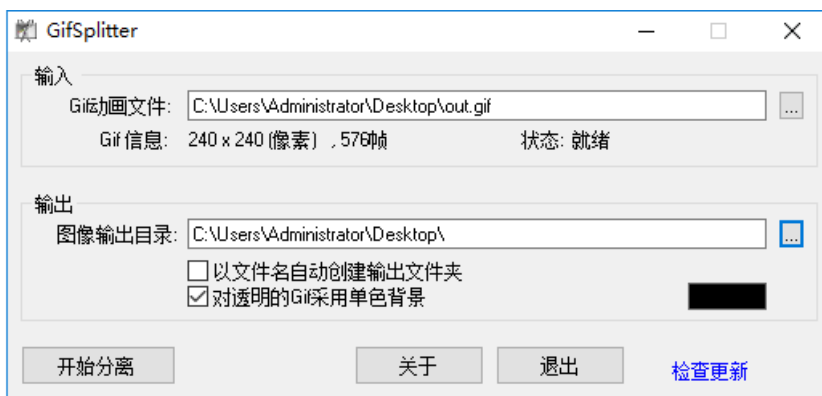 GifSplitter
输入
Gif动画文件: C:\Users\Administrator\Desktop\out.gif ...
Gif 信息: 240 x 240 (像素) , 576帧 状态: 就绪
输出
图像输出目录: C:\Users\Administrator\Desktop\ ...
以文件名自动创建输出文件夹
对透明的Gif采用单色背景
开始分离 关于 退出 检查更新